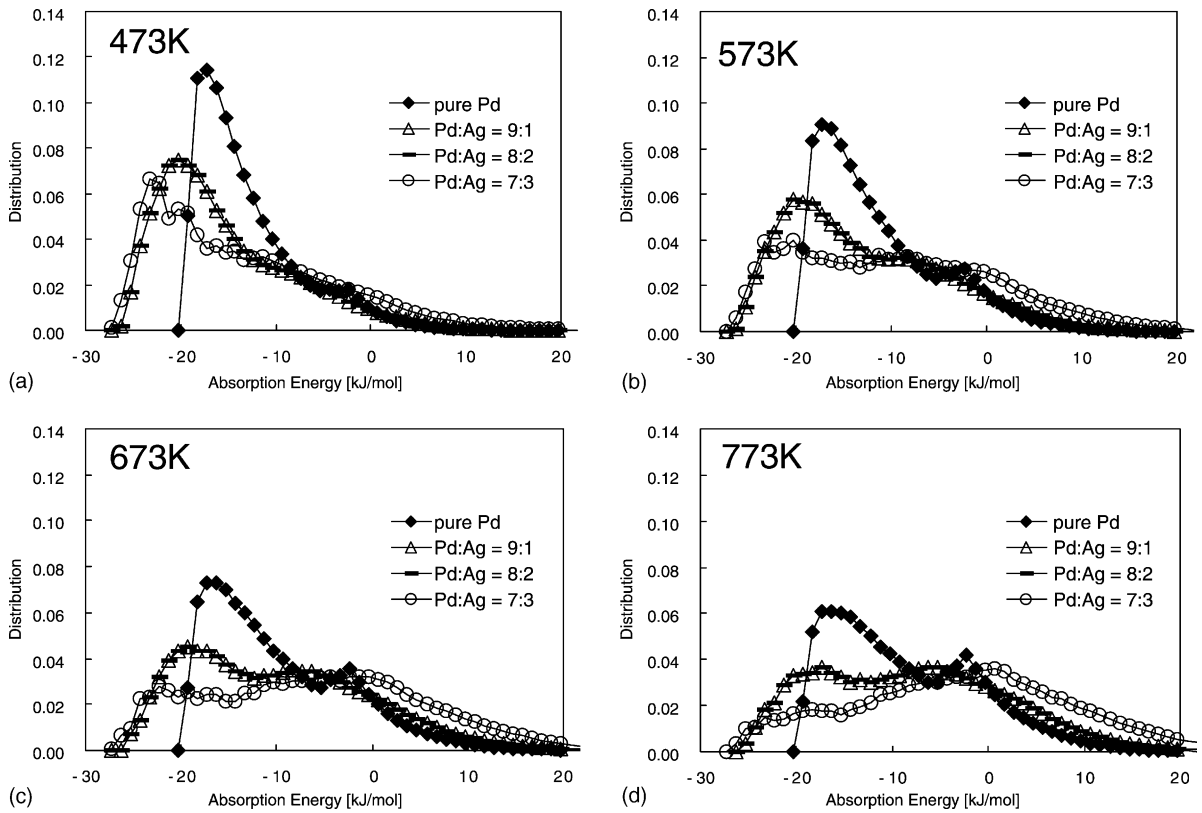 0.14
0.12
0.10
0.08
0.06
0.04
0.02
0.00
Distribution
473K
pure Pd
Pd:Ag = 9:1
Pd:Ag = 8:2
Pd:Ag = 7:3
-30 -20 -10 0 10 20
(a) Absorption Energy [kJ/mol]
0.14
0.12
0.10
0.08
0.06
0.04
0.02
0.00
Distribution
573K
pure Pd
Pd:Ag = 9:1
Pd:Ag = 8:2
Pd:Ag = 7:3
-30 -20 -10 0 10 20
(b) Absorption Energy [kJ/mol]
0.14
0.12
0.10
0.08
0.06
0.04
0.02
0.00
Distribution
673K
pure Pd
Pd:Ag = 9:1
Pd:Ag = 8:2
Pd:Ag = 7:3
-30 -20 -10 0 10 20
(c) Absorption Energy [kJ/mol]
0.14
0.12
0.10
0.08
0.06
0.04
0.02
0.00
Distribution
773K
pure Pd
Pd:Ag = 9:1
Pd:Ag = 8:2
Pd:Ag = 7:3
-30 -20 -10 0 10 20
(d) Absorption Energy [kJ/mol]